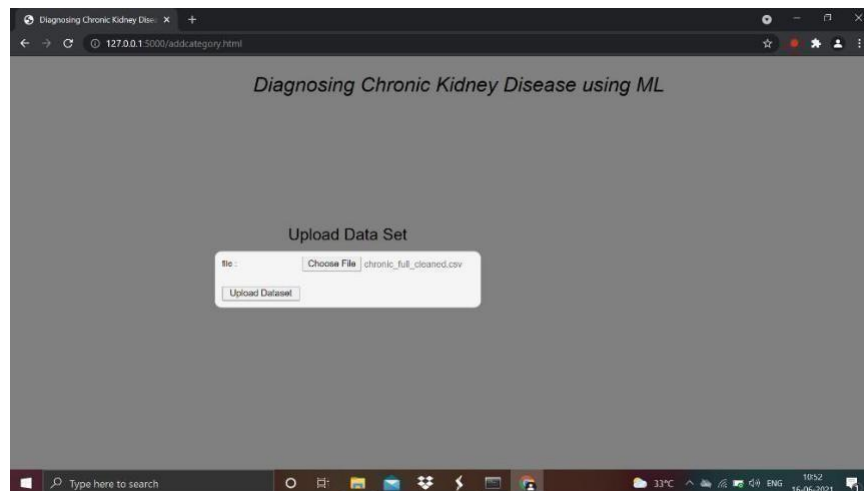 Diagnosing Chronic Kidney Dise
127.0.0.1:5000/addcategory.html
Diagnosing Chronic Kidney Disease using ML
Upload Data Set
file : Choose File chronic_full_cleaned.csv
Upload Dataset
Type here to search 33°C ENG 10:52
16-06-2021